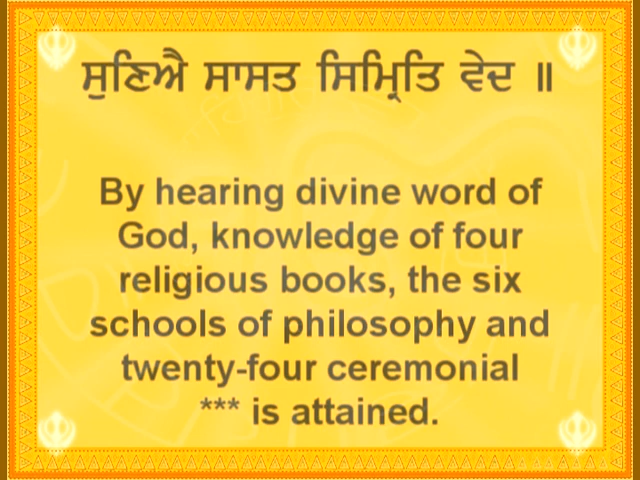 ਸੁਣਿਐ ਸਾਸਤ ਸਿਮ੍ਰਿਤਿ ਵੇਦ ॥
By hearing divine word of
God, knowledge of four
religious books, the six
schools of philosophy and
twenty-four ceremonial
*** is attained.